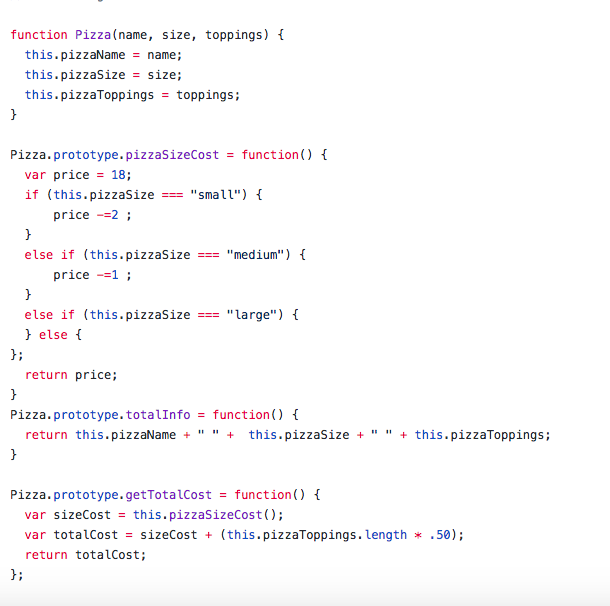 function Pizza(name, size, toppings) {
  this.pizzaName = name;
  this.pizzaSize = size;
  this.pizzaToppings = toppings;
}

Pizza.prototype.pizzaSizeCost = function() {
  var price = 18;
  if (this.pizzaSize === "small") {
      price -=2 ;
  }
  else if (this.pizzaSize === "medium") {
      price -=1 ;
  }
  else if (this.pizzaSize === "large") {
  } else {
};
  return price;
}
Pizza.prototype.totalInfo = function() {
  return this.pizzaName + " " +  this.pizzaSize + " " + this.pizzaToppings;
}

Pizza.prototype.getTotalCost = function() {
  var sizeCost = this.pizzaSizeCost();
  var totalCost = sizeCost + (this.pizzaToppings.length * .50);
  return totalCost;
};